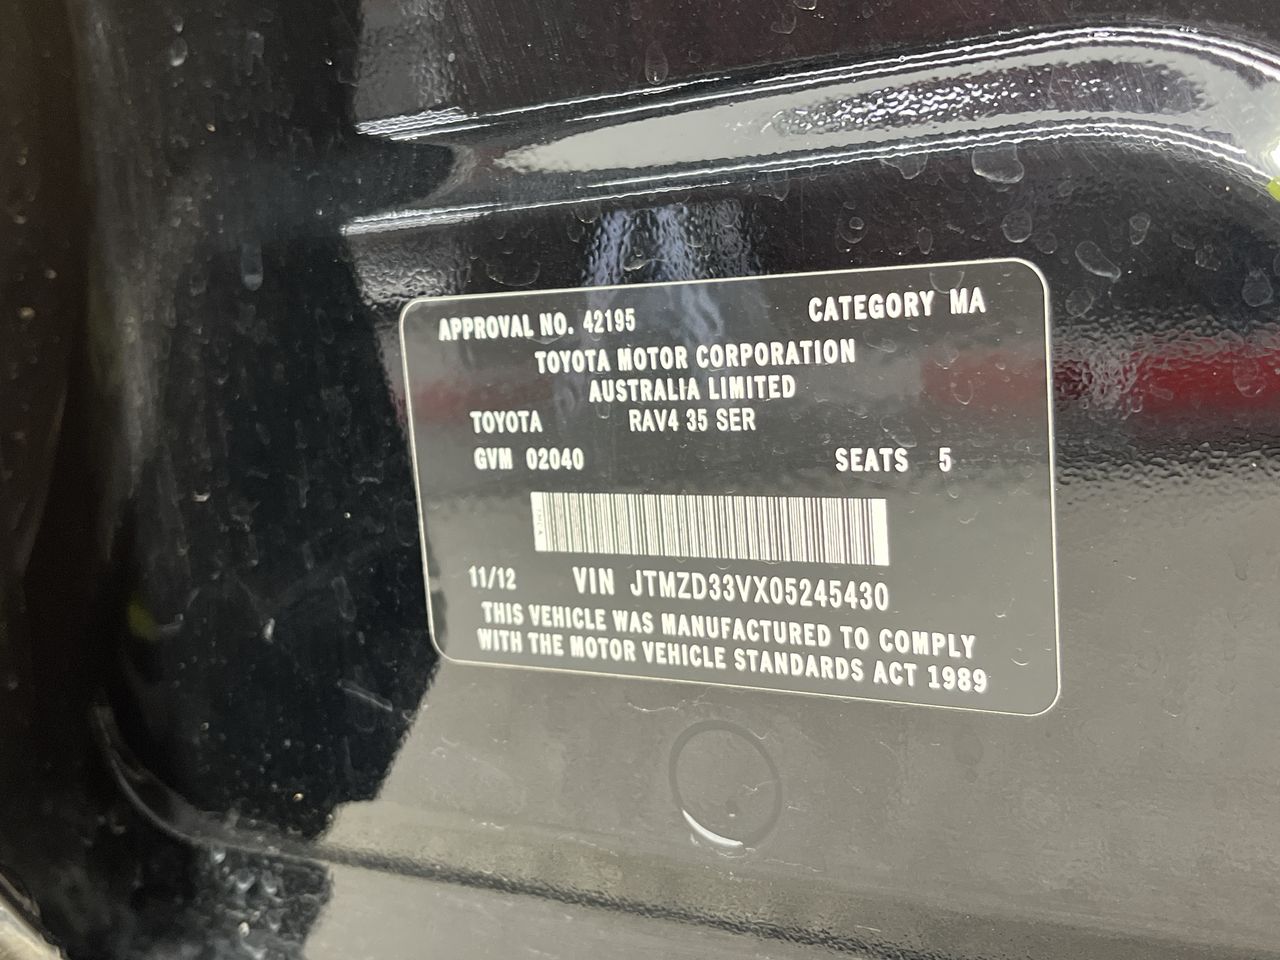 APPROVAL NO. 42195 CATEGORY MA
TOYOTA MOTOR CORPORATION
AUSTRALIA LIMITED
TOYOTA RAV4 35 SER
GVM 02040 SEATS 5
11/12 VIN JTMZD33VX05245430
THIS VEHICLE WAS MANUFACTURED TO COMPLY
WITH THE MOTOR VEHICLE STANDARDS ACT 1989